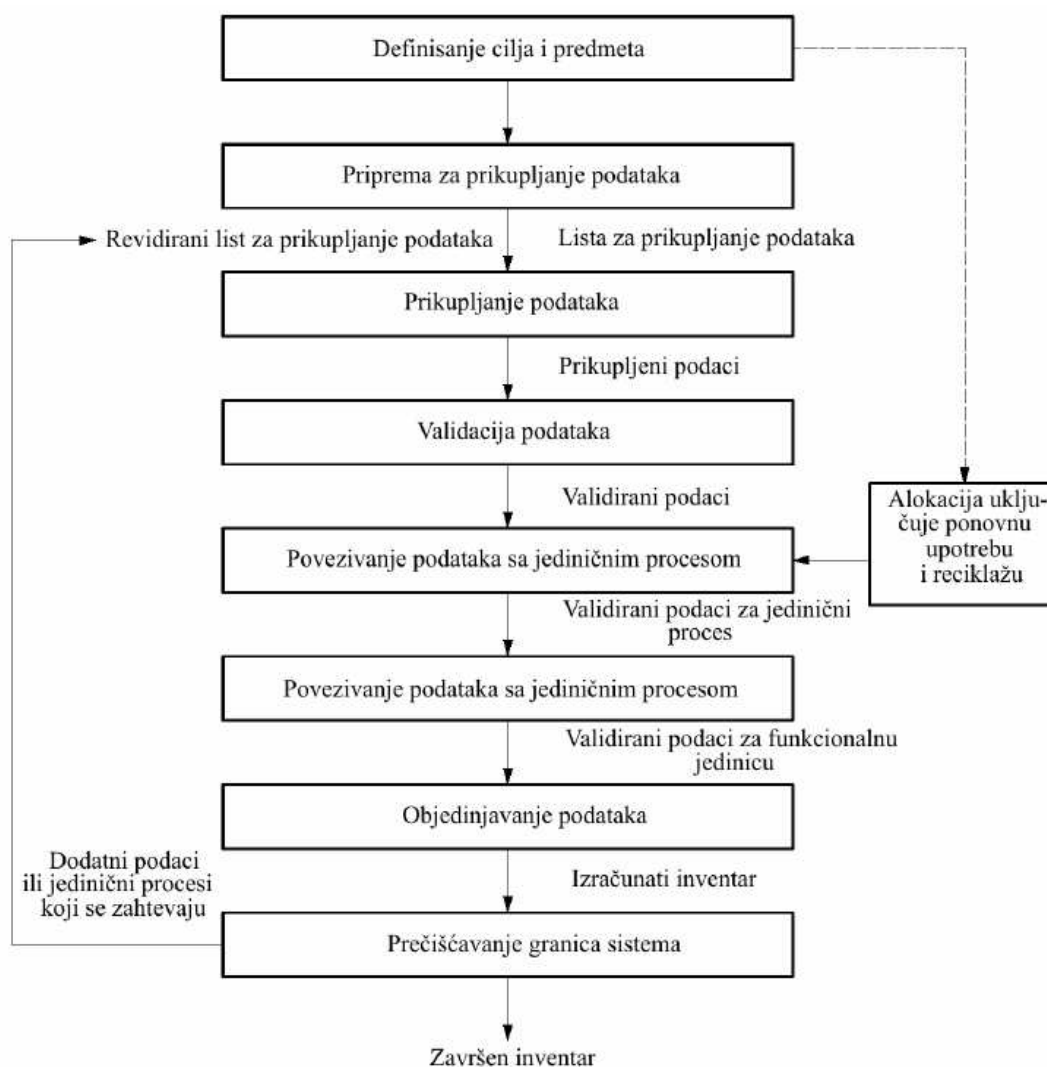 Definisanje cilja i predmeta
Priprema za prikupljanje podataka
Revidirani list za prikupljanje podataka
Lista za prikupljanje podataka
Prikupljanje podataka
Prikupljeni podaci
Validacija podataka
Validirani podaci
Alokacija uklju-
čuje ponovnu
upotrebu
i reciklažu
Povezivanje podataka sa jediničnim procesom
Validirani podaci za jedinični
proces
Povezivanje podataka sa jediničnim procesom
Validirani podaci za funkcionalnu
jedinicu
Objedinjavanje podataka
Dodatni podaci
ili jedinični procesi
koji se zahtevaju
Izračunati inventar
Prečišćavanje granica sistema
Završen inventar